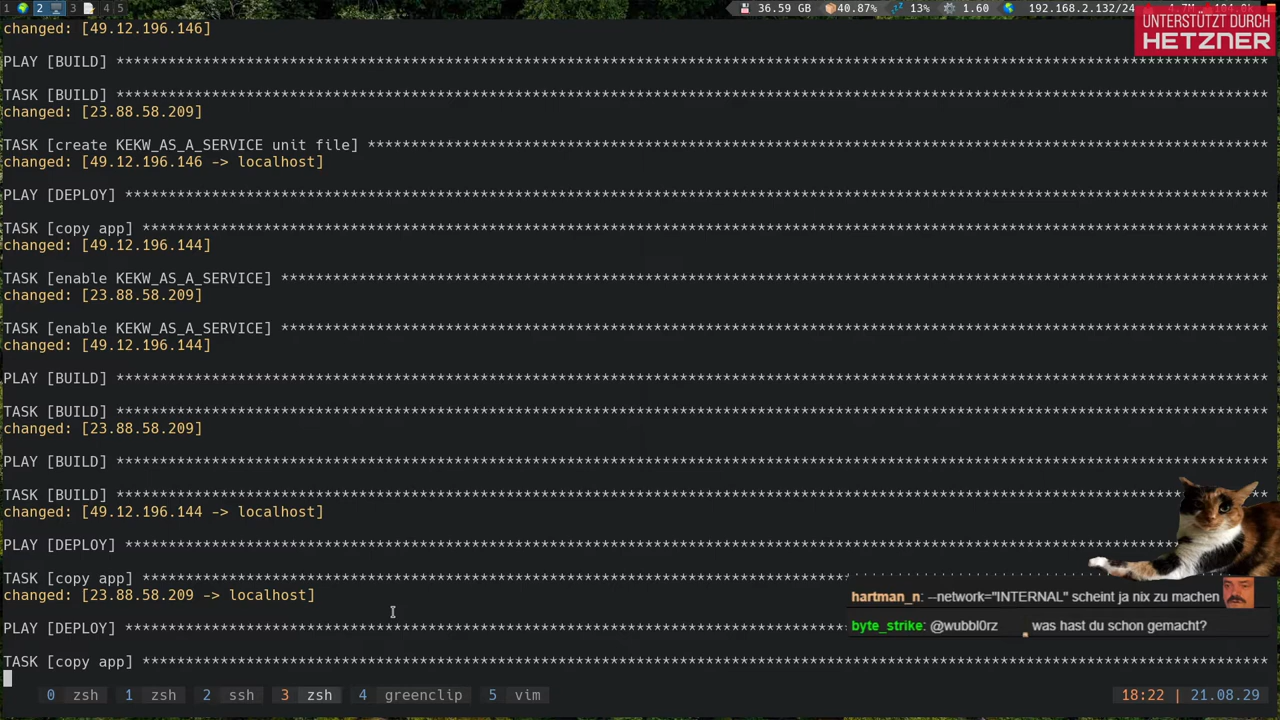 1 2 3 4 5 36.59 GB 40.87% 13% 1.60 192.168.2.132/24
UNTERSTÜTZT DURCH
HETZNER
changed: [49.12.196.146]
PLAY [BUILD] ****************************************************************************************************************************************
TASK [BUILD] ****************************************************************************************************************************************
changed: [23.88.58.209]
TASK [create KEKW_AS_A_SERVICE unit file] ***********************************************************************************************************
changed: [49.12.196.146 -> localhost]
PLAY [DEPLOY] ***************************************************************************************************************************************
TASK [copy app] *************************************************************************************************************************************
changed: [49.12.196.144]
TASK [enable KEKW_AS_A_SERVICE] *********************************************************************************************************************
changed: [23.88.58.209]
TASK [enable KEKW_AS_A_SERVICE] *********************************************************************************************************************
changed: [49.12.196.144]
PLAY [BUILD] ****************************************************************************************************************************************
TASK [BUILD] ****************************************************************************************************************************************
changed: [23.88.58.209]
PLAY [BUILD] ****************************************************************************************************************************************
TASK [BUILD] ****************************************************************************************************************************************
changed: [49.12.196.144 -> localhost]
PLAY [DEPLOY] ***************************************************************************************************************************************
TASK [copy app] *************************************************************************************************************************************
changed: [23.88.58.209 -> localhost]
hartman_n: --network="INTERNAL" scheint ja nix zu machen
PLAY [DEPLOY] ***************************************************************************************************************************************
byte_strike: @wubbl0rz was hast du schon gemacht?
TASK [copy app] *************************************************************************************************************************************
0 zsh 1 zsh 2 ssh 3 zsh 4 greenclip 5 vim 18:22 | 21.08.29